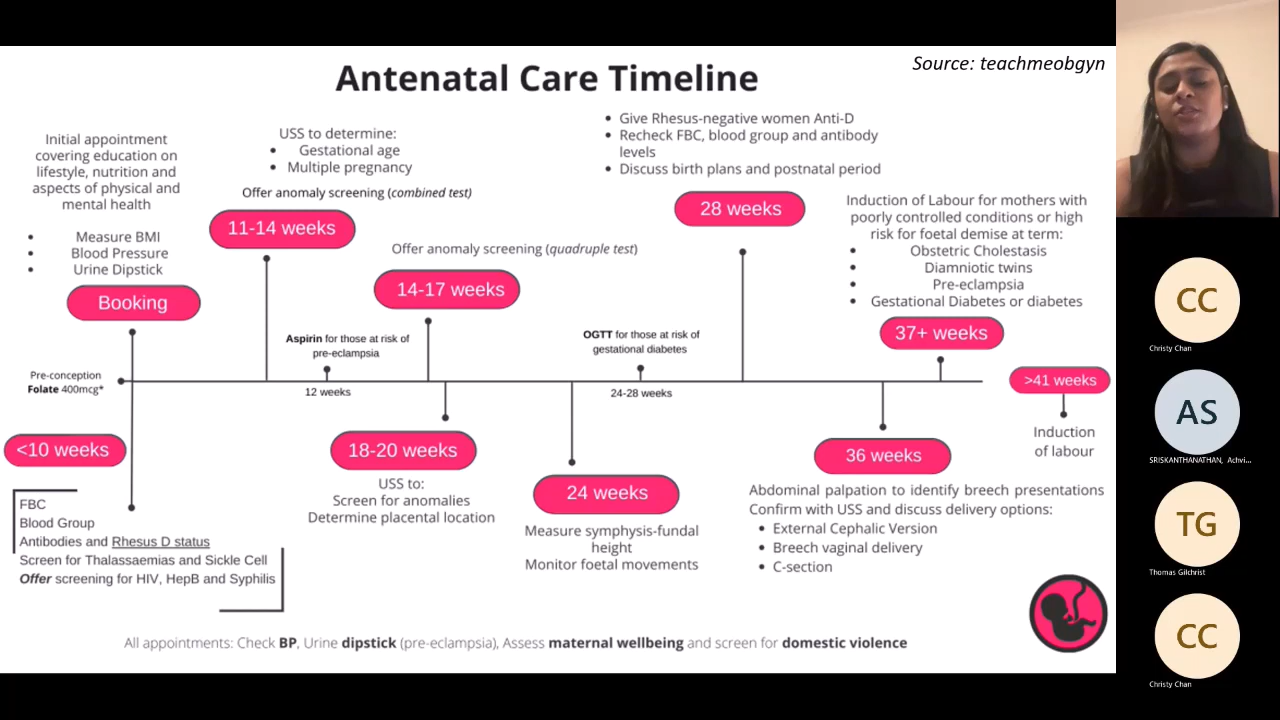 Antenatal Care Timeline
Source: teachmeobgyn
Initial appointment
covering education on
lifestyle, nutrition and
aspects of physical and
mental health
• Measure BMI
• Blood Pressure
• Urine Dipstick
Booking
USS to determine:
• Gestational age
• Multiple pregnancy
Offer anomaly screening (combined test)
11-14 weeks
Offer anomaly screening (quadruple test)
14-17 weeks
• Give Rhesus-negative women Anti-D
• Recheck FBC, blood group and antibody
levels
• Discuss birth plans and postnatal period
28 weeks
Induction of Labour for mothers with
poorly controlled conditions or high
risk for foetal demise at term:
• Obstetric Cholestasis
• Diamniotic twins
• Pre-eclampsia
• Gestational Diabetes or diabetes
37+ weeks
Aspirin for those at risk of
pre-eclampsia
12 weeks
OGTT for those at risk of
gestational diabetes
24-28 weeks
Pre-conception
Folate 400mcg*
>41 weeks
Induction
of labour
<10 weeks
FBC
Blood Group
Antibodies and Rhesus D status
Screen for Thalassaemias and Sickle Cell
Offer screening for HIV, HepB and Syphilis
18-20 weeks
USS to:
Screen for anomalies
Determine placental location
24 weeks
Measure symphysis-fundal
height
Monitor foetal movements
36 weeks
Abdominal palpation to identify breech presentations
Confirm with USS and discuss delivery options:
• External Cephalic Version
• Breech vaginal delivery
• C-section
All appointments: Check BP, Urine dipstick (pre-eclampsia), Assess maternal wellbeing and screen for domestic violence
CC
Christy Chan
AS
SRISKANTHANATHAN, Achvi...
TG
Thomas Gilchrist
CC
Christy Chan